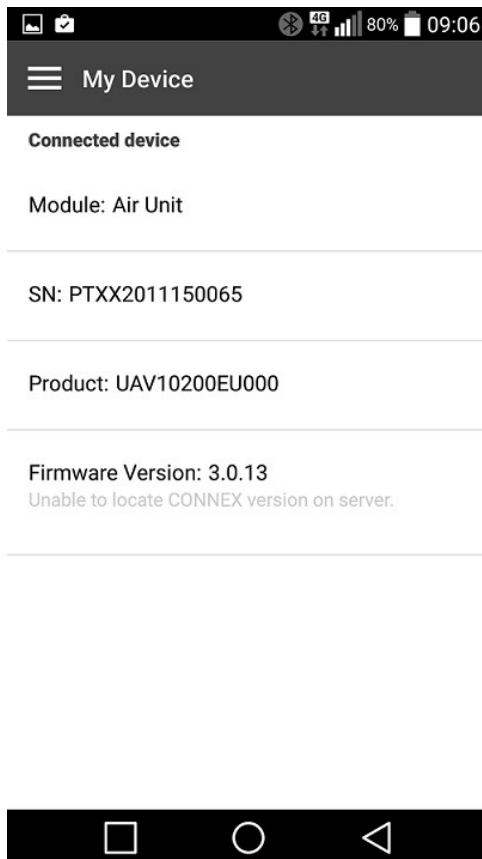 4G 80% 09:06
My Device
Connected device
Module: Air Unit
SN: PTXX2011150065
Product: UAV10200EU000
Firmware Version: 3.0.13
Unable to locate CONNEX version on server.